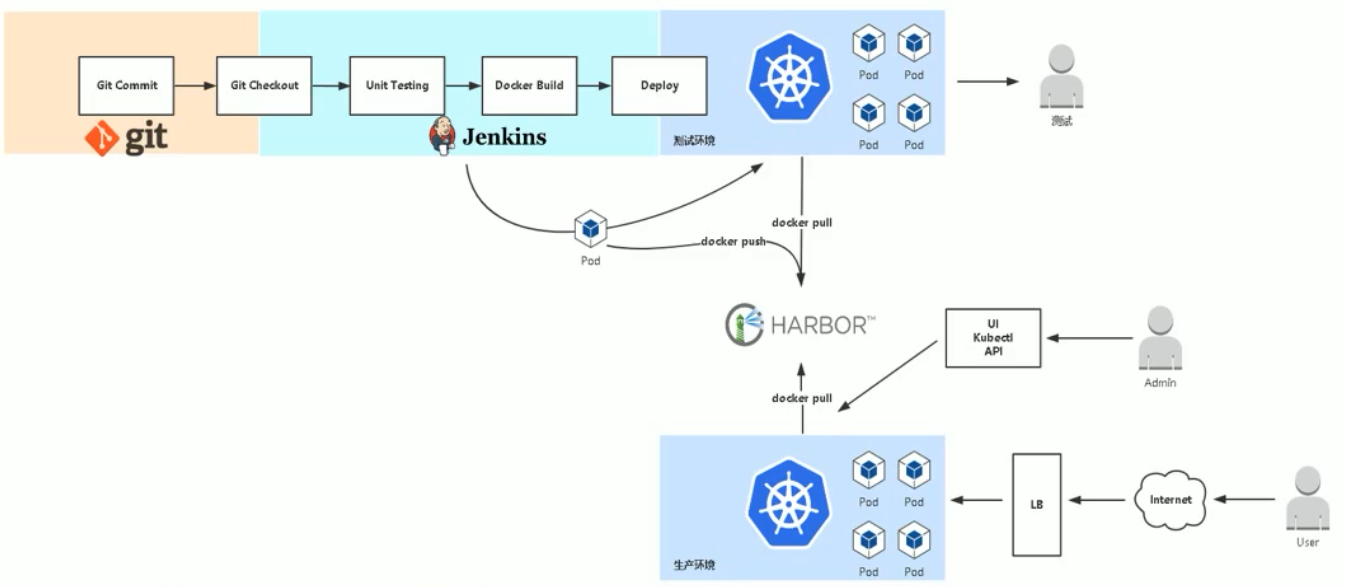 Git Commit
Git Checkout
Unit Testing
Docker Build
Deploy
git
Jenkins
测试环境
Pod
Pod
Pod
Pod
测试
Pod
docker pull
docker push
HARBOR™
UI
Kubectl
API
Admin
docker pull
生产环境
Pod
Pod
Pod
Pod
LB
Internet
User